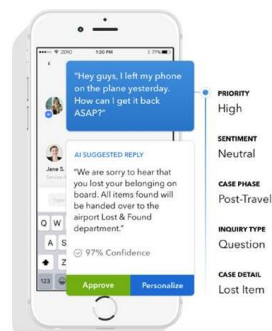 1:20 PM
"Hey guys, I left my phone
on the plane yesterday.
How can I get it back
ASAP?"
Jane S.
AI SUGGESTED REPLY
"We are sorry to hear that
you lost your belonging on
board. All items found will
be handed over to the
airport Lost & Found
department."
97% Confidence
Approve
Personalize
Q W
A S
Z
123
PRIORITY
High
SENTIMENT
Neutral
CASE PHASE
Post-Travel
INQUIRY TYPE
Question
CASE DETAIL
Lost Item